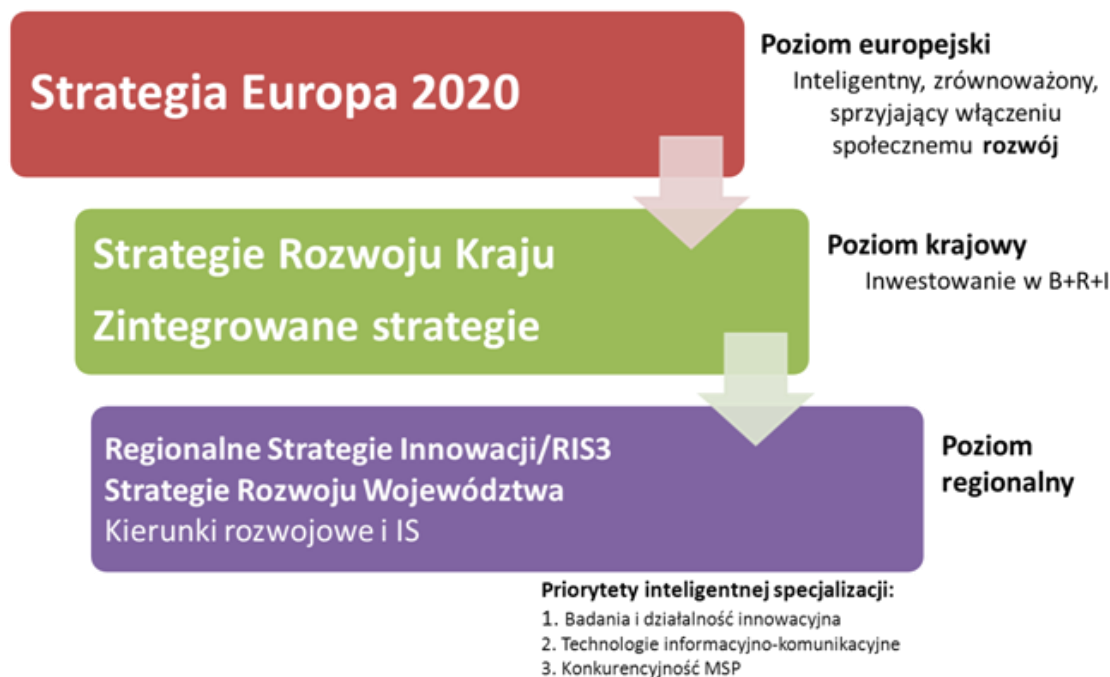 Strategia Europa 2020
Poziom europejski
Inteligentny, zrównoważony,
sprzyjający włączeniu
społecznemu rozwój
Strategie Rozwoju Kraju
Zintegrowane strategie
Poziom krajowy
Inwestowanie w B+R+I
Regionalne Strategie Innowacji/RIS3
Strategie Rozwoju Województwa
Kierunki rozwojowe i IS
Poziom
regionalny
Priorytety inteligentnej specjalizacji:
1. Badania i działalność innowacyjna
2. Technologie informacyjno-komunikacyjne
3. Konkurencyjność MSP